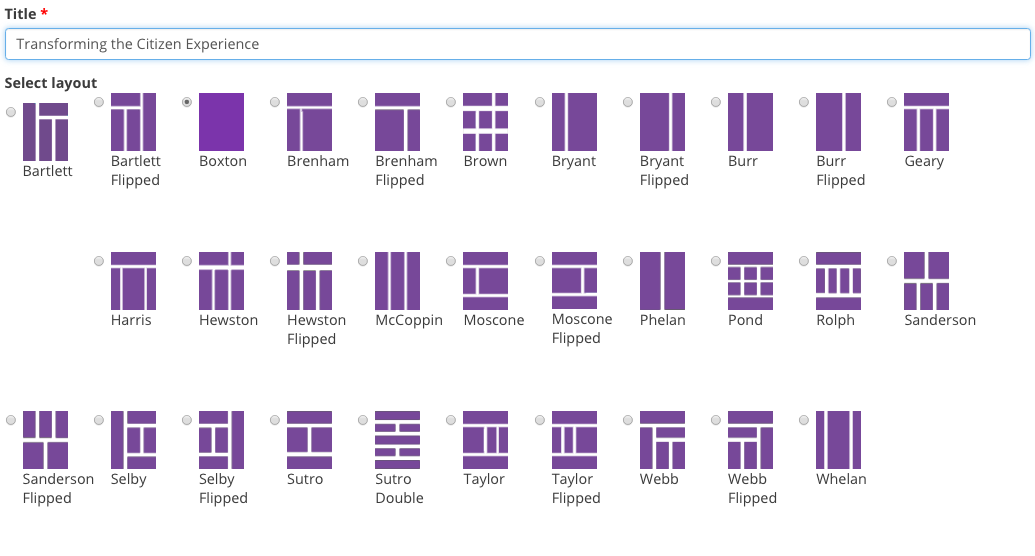 Title *
Transforming the Citizen Experience
Select layout
Bartlett
Bartlett
Flipped
Boxton
Brenham
Brenham
Flipped
Brown
Bryant
Bryant
Flipped
Burr
Burr
Flipped
Geary
Harris
Hewston
Hewston
Flipped
McCoppin
Moscone
Moscone
Flipped
Phelan
Pond
Rolph
Sanderson
Sanderson
Flipped
Selby
Selby
Flipped
Sutro
Sutro
Double
Taylor
Taylor
Flipped
Webb
Webb
Flipped
Whelan